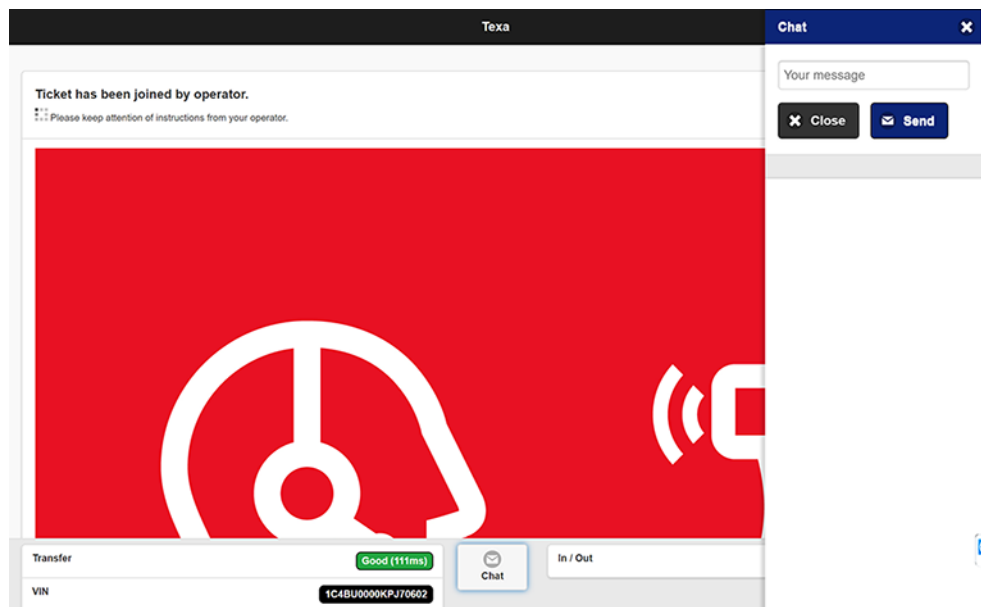 Texa
Chat
Ticket has been joined by operator.
Please keep attention of instructions from your operator.
Your message
Close
Send
Transfer
Good (111ms)
Chat
In / Out
VIN
1C4BU0000KPJ70602